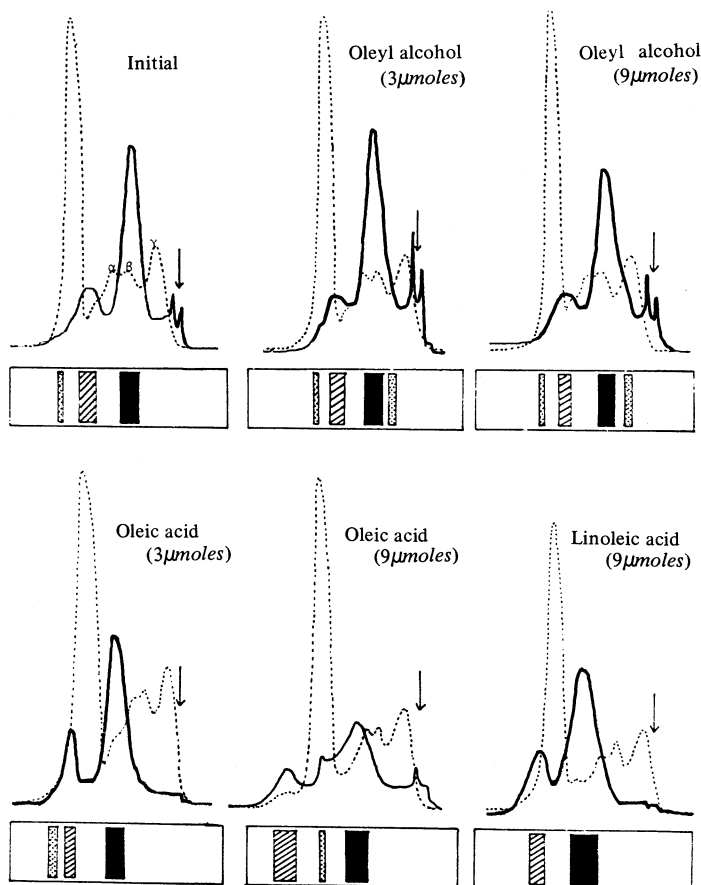 Initial
Oleyl alcohol
(3μmoles)
Oleyl alcohol
(9μmoles)
α β γ
Oleic acid
(3μmoles)
Oleic acid
(9μmoles)
Linoleic acid
(9μmoles)